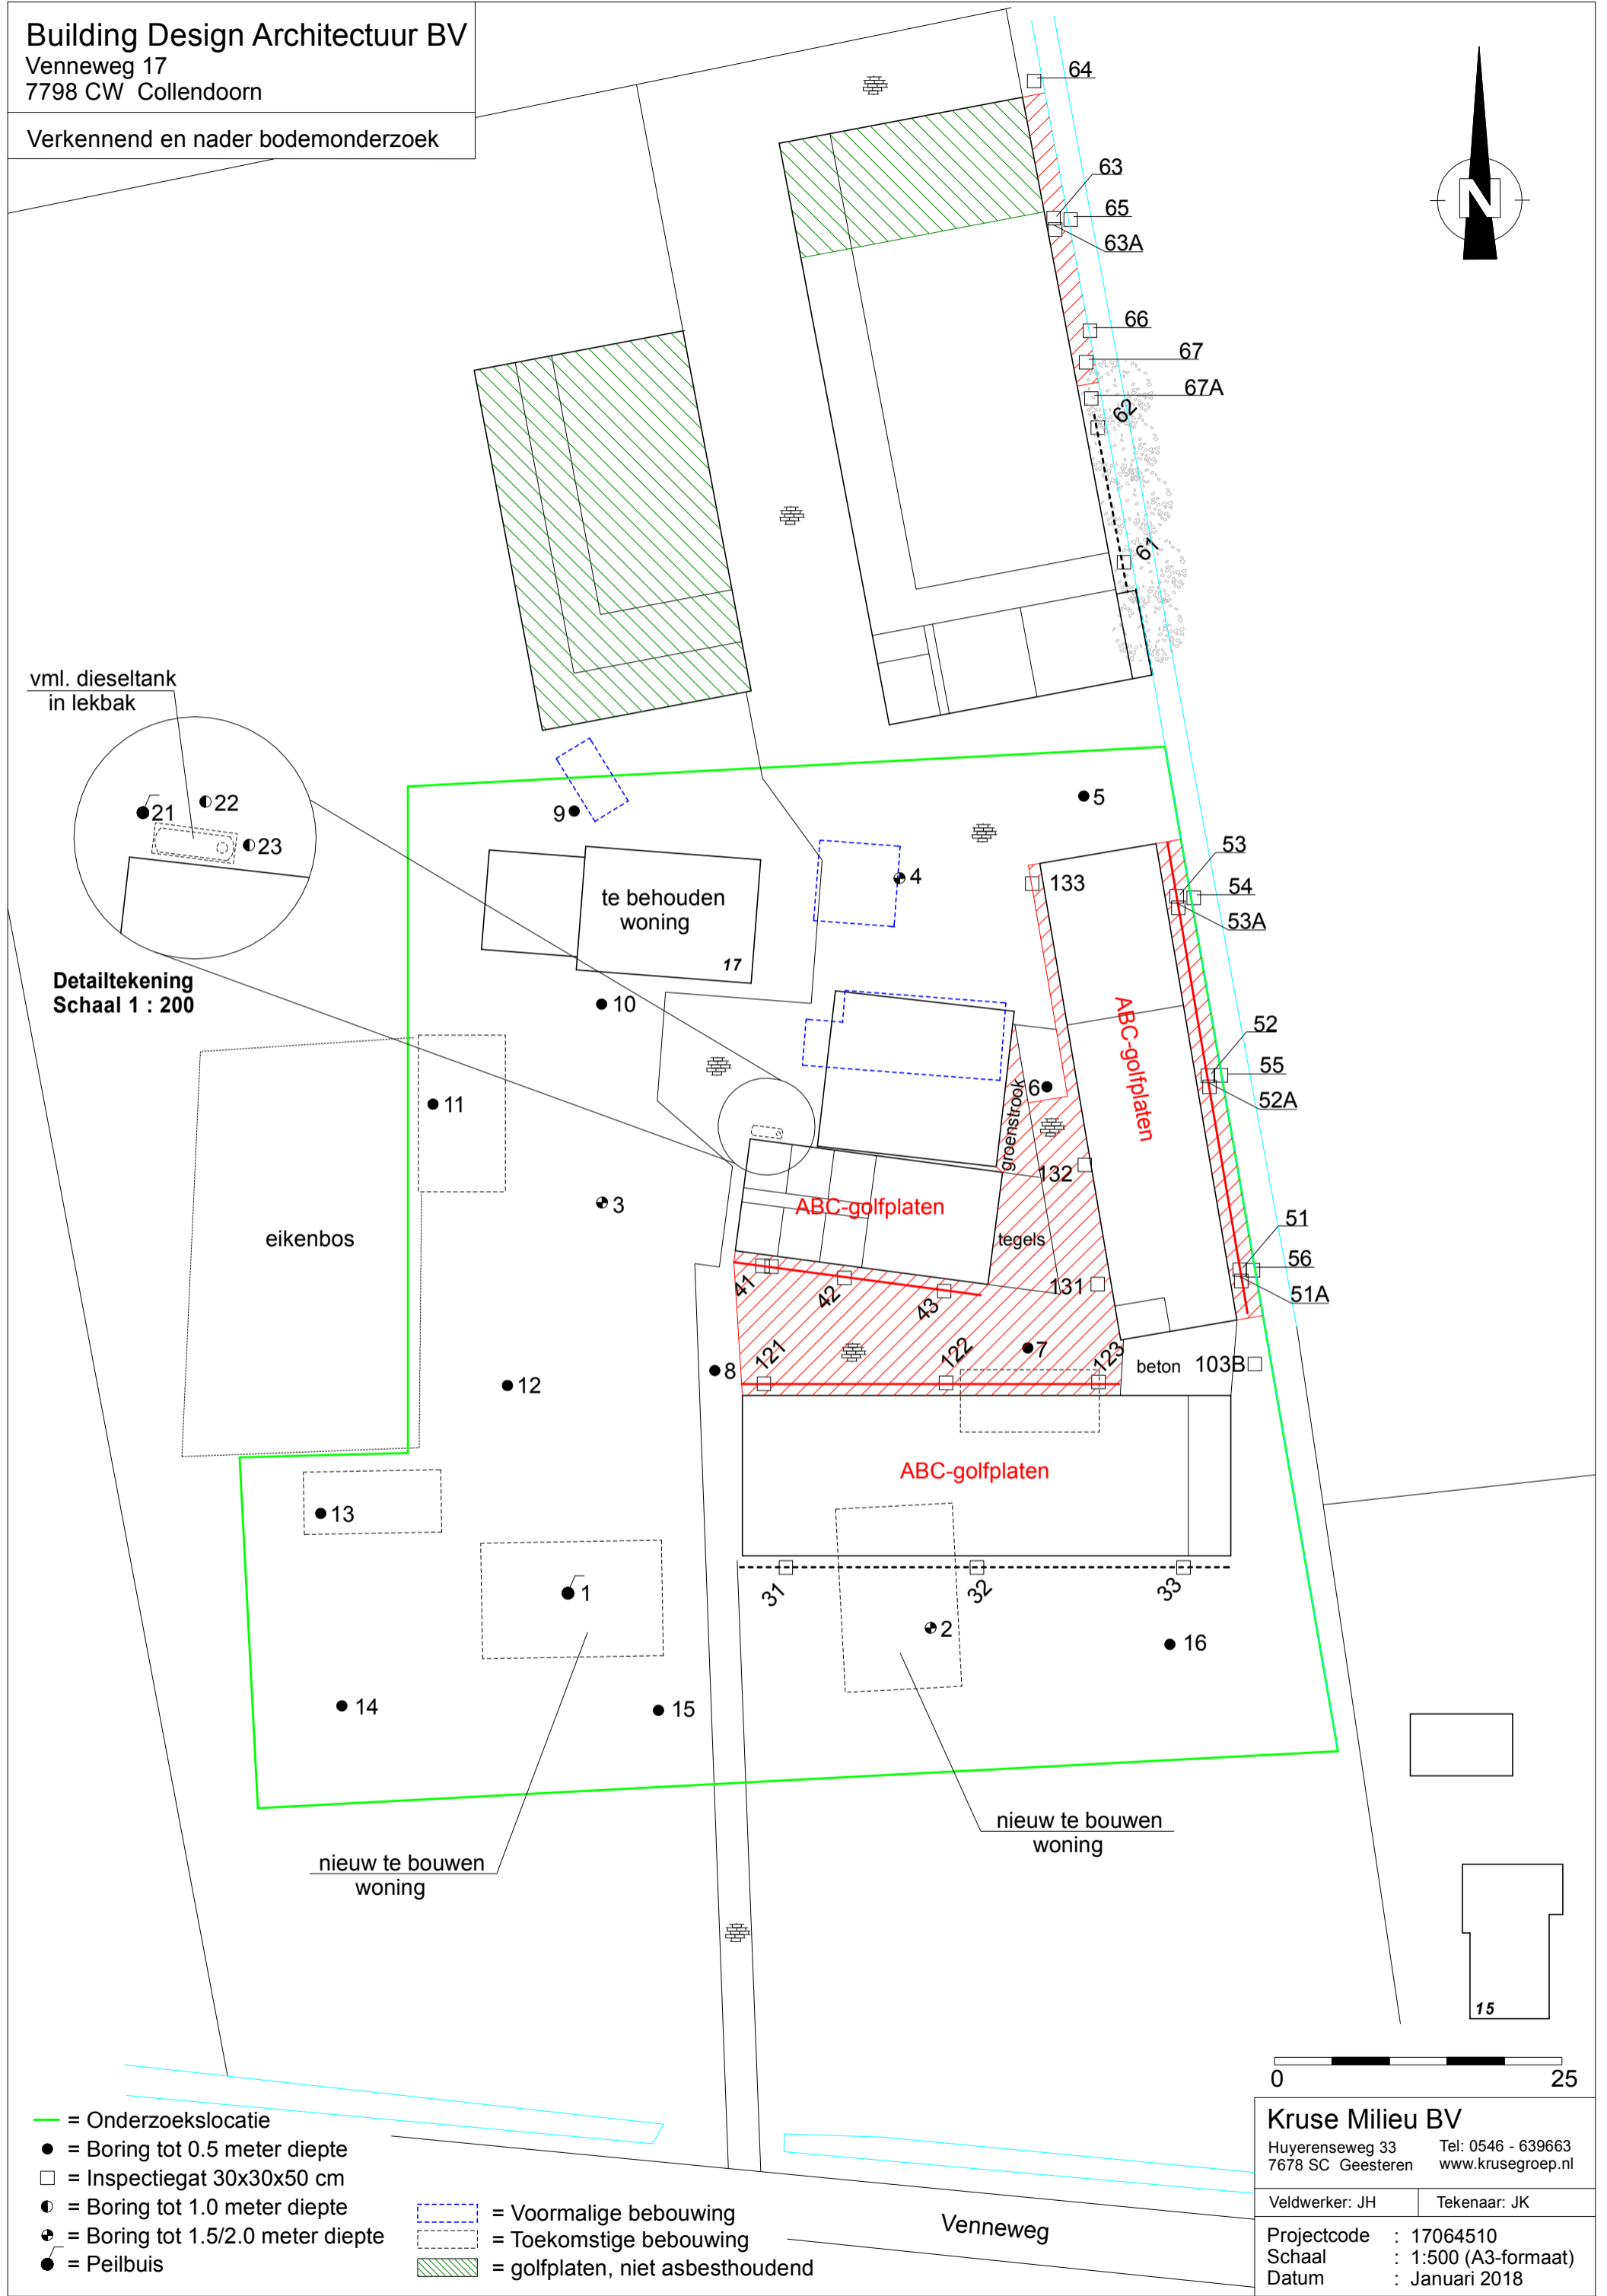 Building Design Architectuur BV
Venneweg 17
7798 CW Collendoorn
Verkennend en nader bodemonderzoek
N
64
63
65
63A
66
67
67A
62
61
vml. dieseltank
in lekbak
21
22
23
Detailtekening
Schaal 1 : 200
9
5
te behouden
woning
17
4
133
53
54
53A
10
ABC-golfplaten
52
55
52A
11
6
groenstrook
132
3
ABC-golfplaten
eikenbos
tegels
51
56
51A
41
42
43
131
121
122
7
123
8
beton
103B
12
ABC-golfplaten
13
31
32
33
1
2
16
14
15
nieuw te bouwen
woning
nieuw te bouwen
woning
15
0 25
= Onderzoekslocatie
= Boring tot 0.5 meter diepte
= Inspectiegat 30x30x50 cm
= Boring tot 1.0 meter diepte
= Boring tot 1.5/2.0 meter diepte
= Peilbuis
= Voormalige bebouwing
= Toekomstige bebouwing
= golfplaten, niet asbesthoudend
Venneweg
Kruse Milieu BV
Huyerenseweg 33 Tel: 0546 - 639663
7678 SC Geesteren www.krusegroep.nl
Veldwerker: JH Tekenaar: JK
Projectcode : 17064510
Schaal : 1:500 (A3-formaat)
Datum : Januari 2018